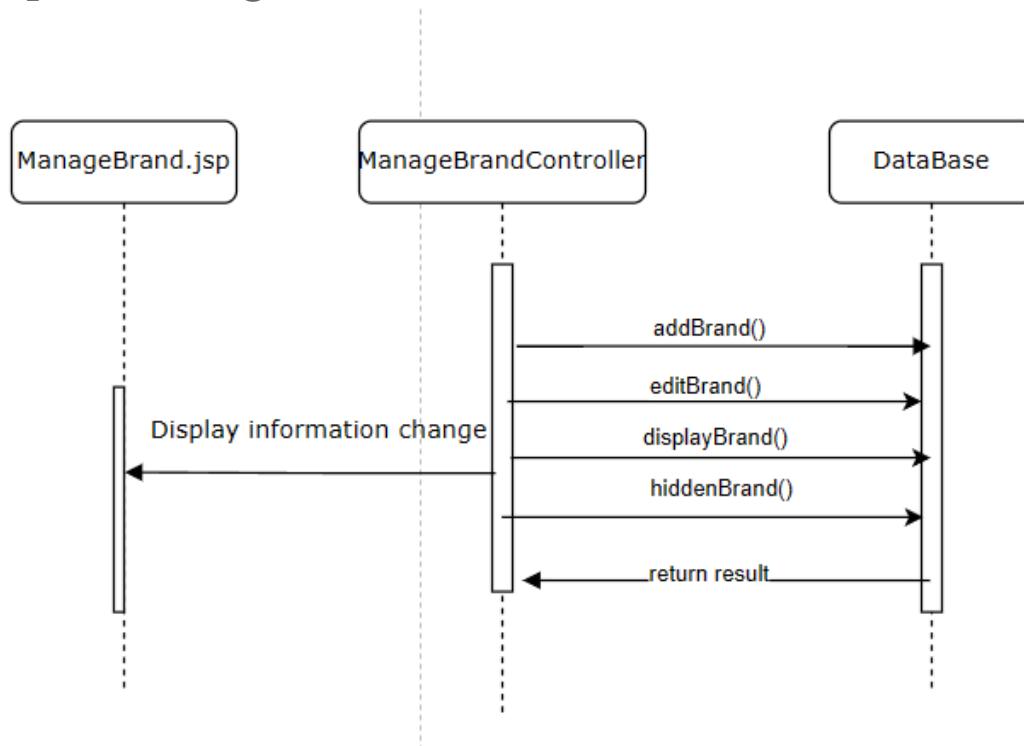 ManageBrand.jsp
ManageBrandController
DataBase
addBrand()
editBrand()
Display information change
displayBrand()
hiddenBrand()
return result